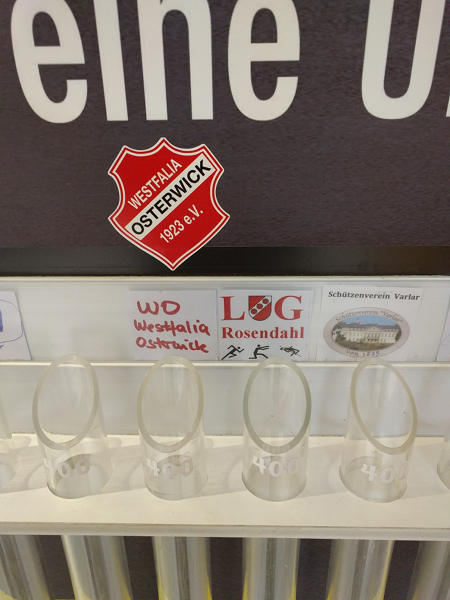 eine u
WESTFALIA
OSTERWICK
1923 e.V.
WO
Westfalia
Osterwick
LG
Rosendahl
Schützenverein Varlar
400
400
400
400